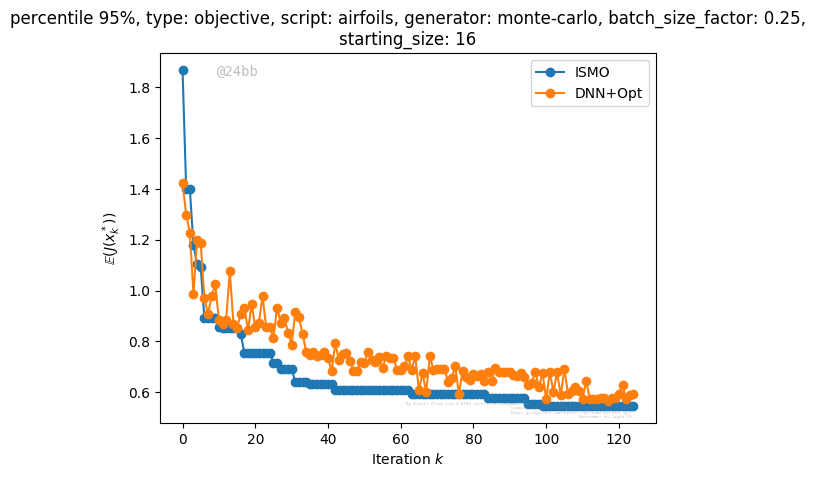 percentile 95%, type: objective, script: airfoils, generator: monte-carlo, batch_size_factor: 0.25,
starting_size: 16
@24bb
ISMO
DNN+Opt
1.8
1.6
1.4
1.2
1.0
0.8
0.6
𝔼(J(x_k^*))
0 20 40 60 80 100 120
Iteration k